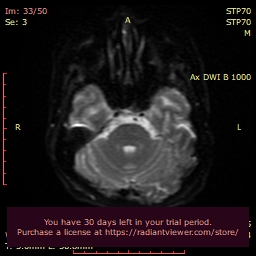 Im: 33/50
Se: 3
A
STP70
STP70
M
Ax DWI B 1000
R
L
You have 30 days left in your trial period.
Purchase a license at https://radiantviewer.com/store/